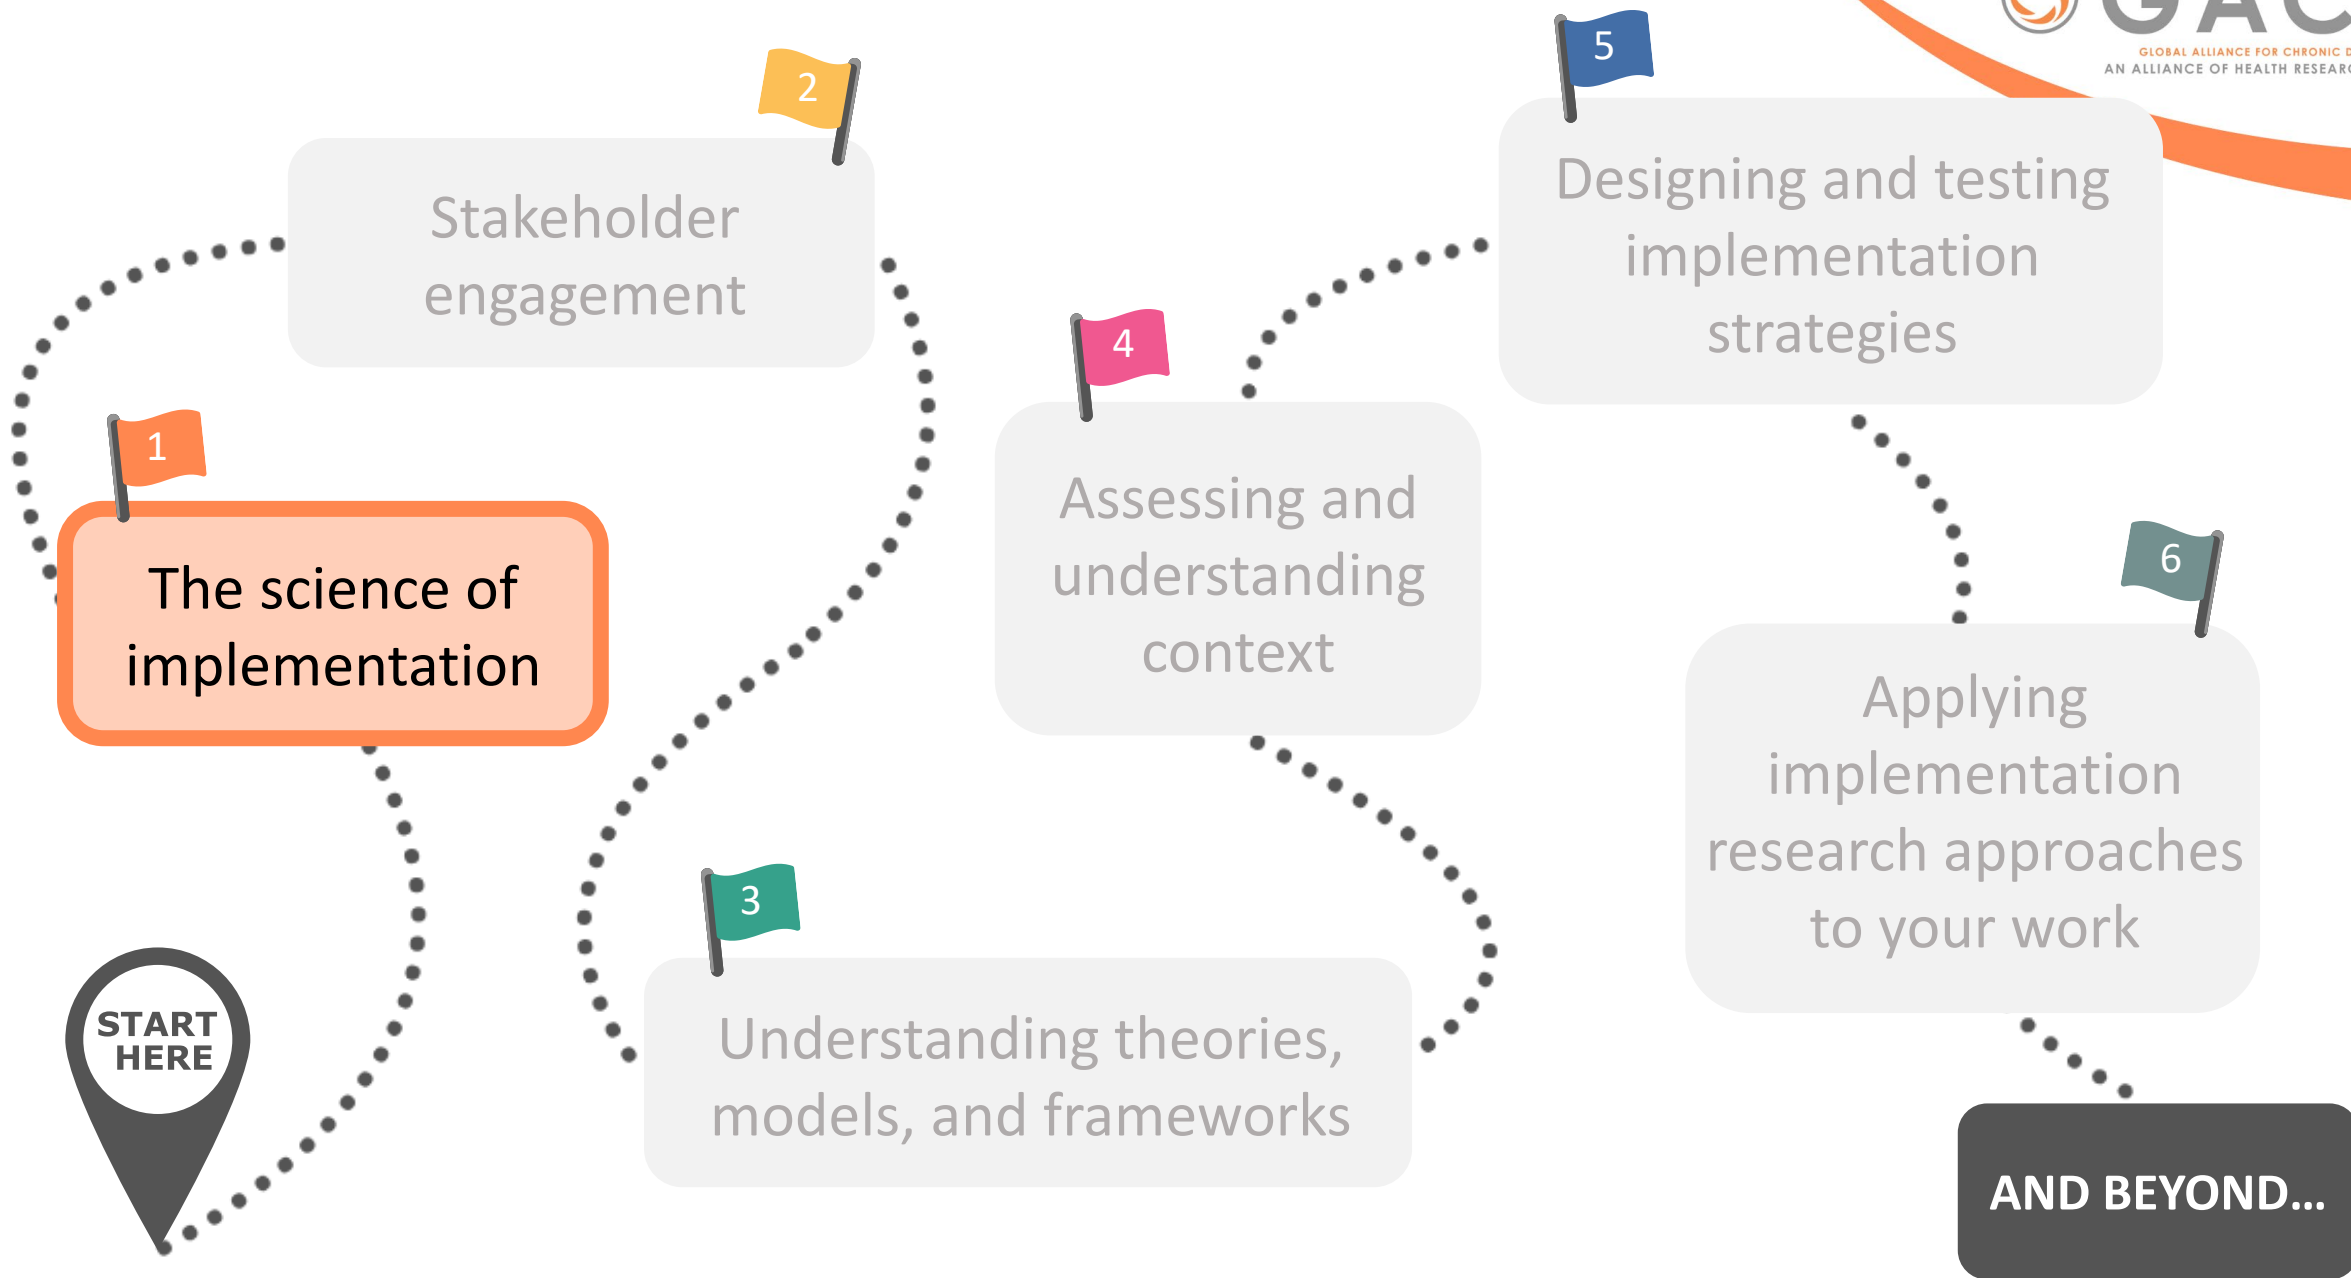 GAC
GLOBAL ALLIANCE FOR CHRONIC
AN ALLIANCE OF HEALTH
5
2
Designing and testing
implementation
strategies
Stakeholder
engagement
4
1
Assessing and
understanding
context
6
The science of
implementation
Applying
implementation
research approaches
to your work
3
START
HERE
Understanding theories,
models, and frameworks
AND BEYOND...